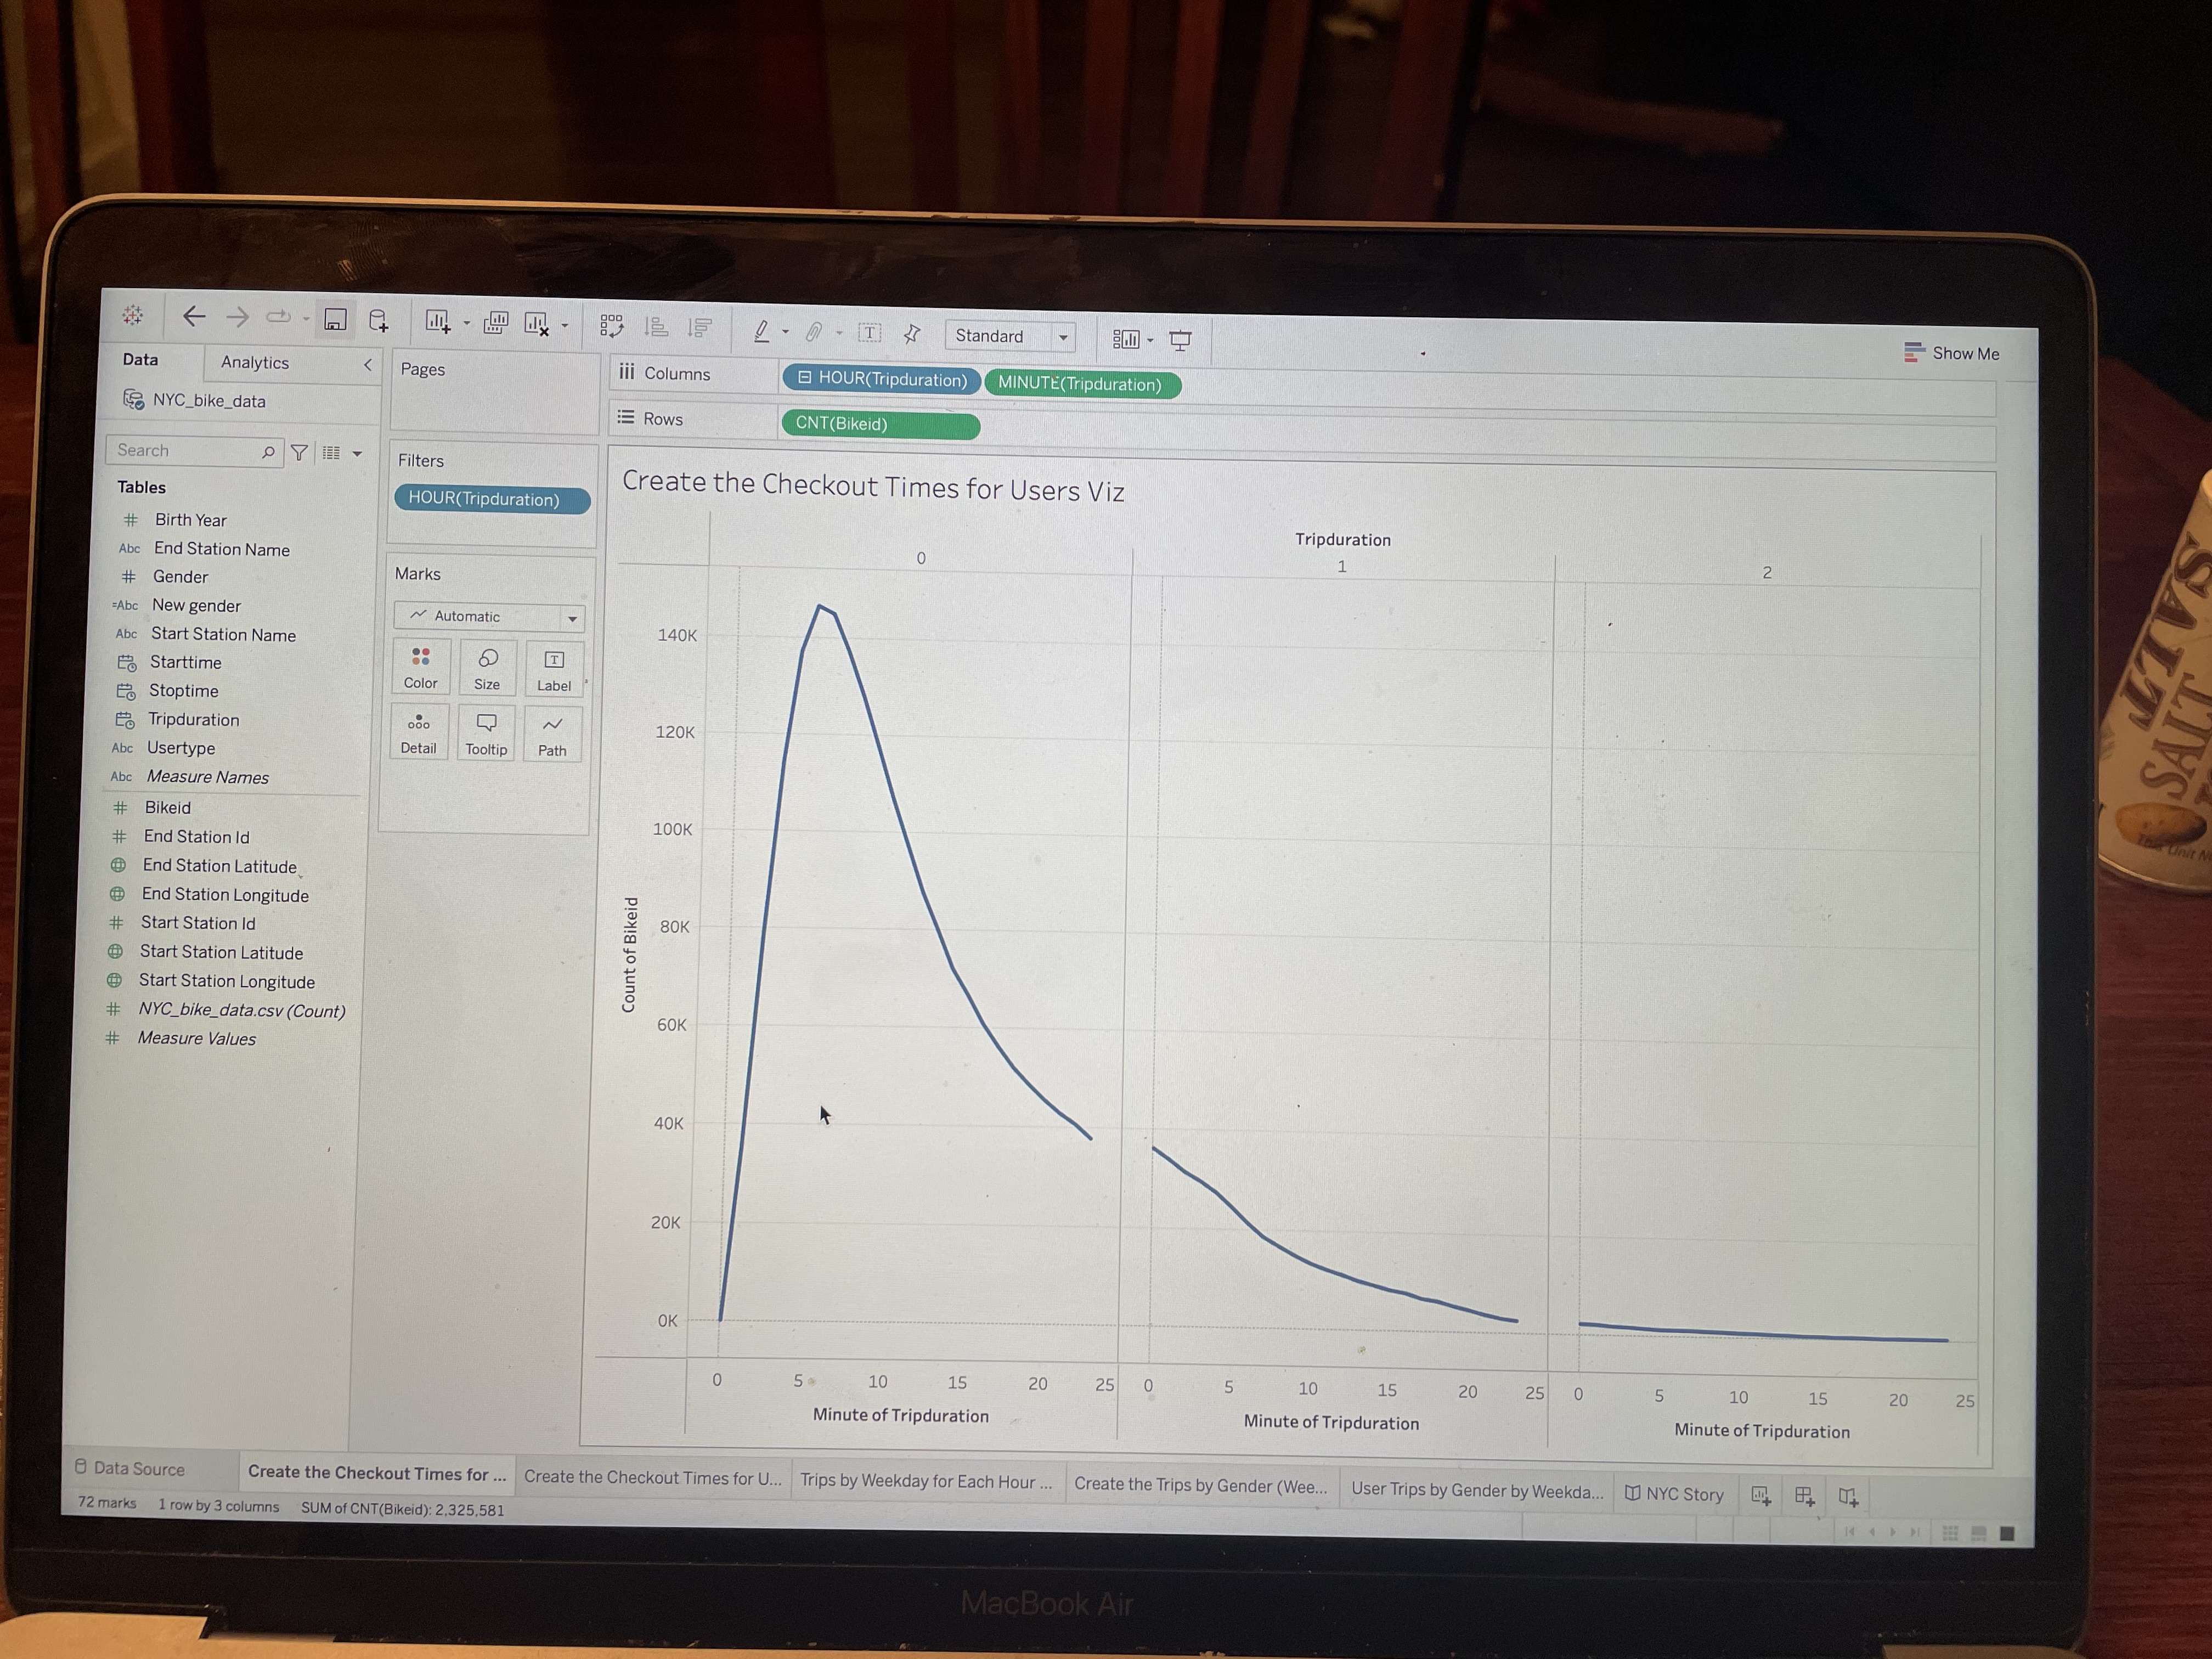 Standard
Show Me
Data
Analytics
Pages
Columns
HOUR(Tripduration)
MINUTE(Tripduration)
NYC_bike_data
Rows
CNT(Bikeid)
Search
Filters
HOUR(Tripduration)
Tables
Birth Year
Abc End Station Name
Gender
=Abc New gender
Abc Start Station Name
Starttime
Stoptime
Tripduration
Abc Usertype
Abc Measure Names
Bikeid
End Station Id
End Station Latitude
End Station Longitude
Start Station Id
Start Station Latitude
Start Station Longitude
NYC_bike_data.csv (Count)
Measure Values
Marks
Automatic
Color
Size
T
Label
Detail
Tooltip
Path
Create the Checkout Times for Users Viz
Tripduration
0 1 2
Count of Bikeid
140K
120K
100K
80K
60K
40K
20K
0K
0 5 10 15 20 25 0 5 10 15 20 25 0 5 10 15 20 25
Minute of Tripduration
Minute of Tripduration
Minute of Tripduration
Data Source
Create the Checkout Times for ...
Create the Checkout Times for U...
Trips by Weekday for Each Hour ...
Create the Trips by Gender (Wee...
User Trips by Gender by Weekda...
NYC Story
72 marks 1 row by 3 columns SUM of CNT(Bikeid): 2,325,581
MacBook Air
SALT